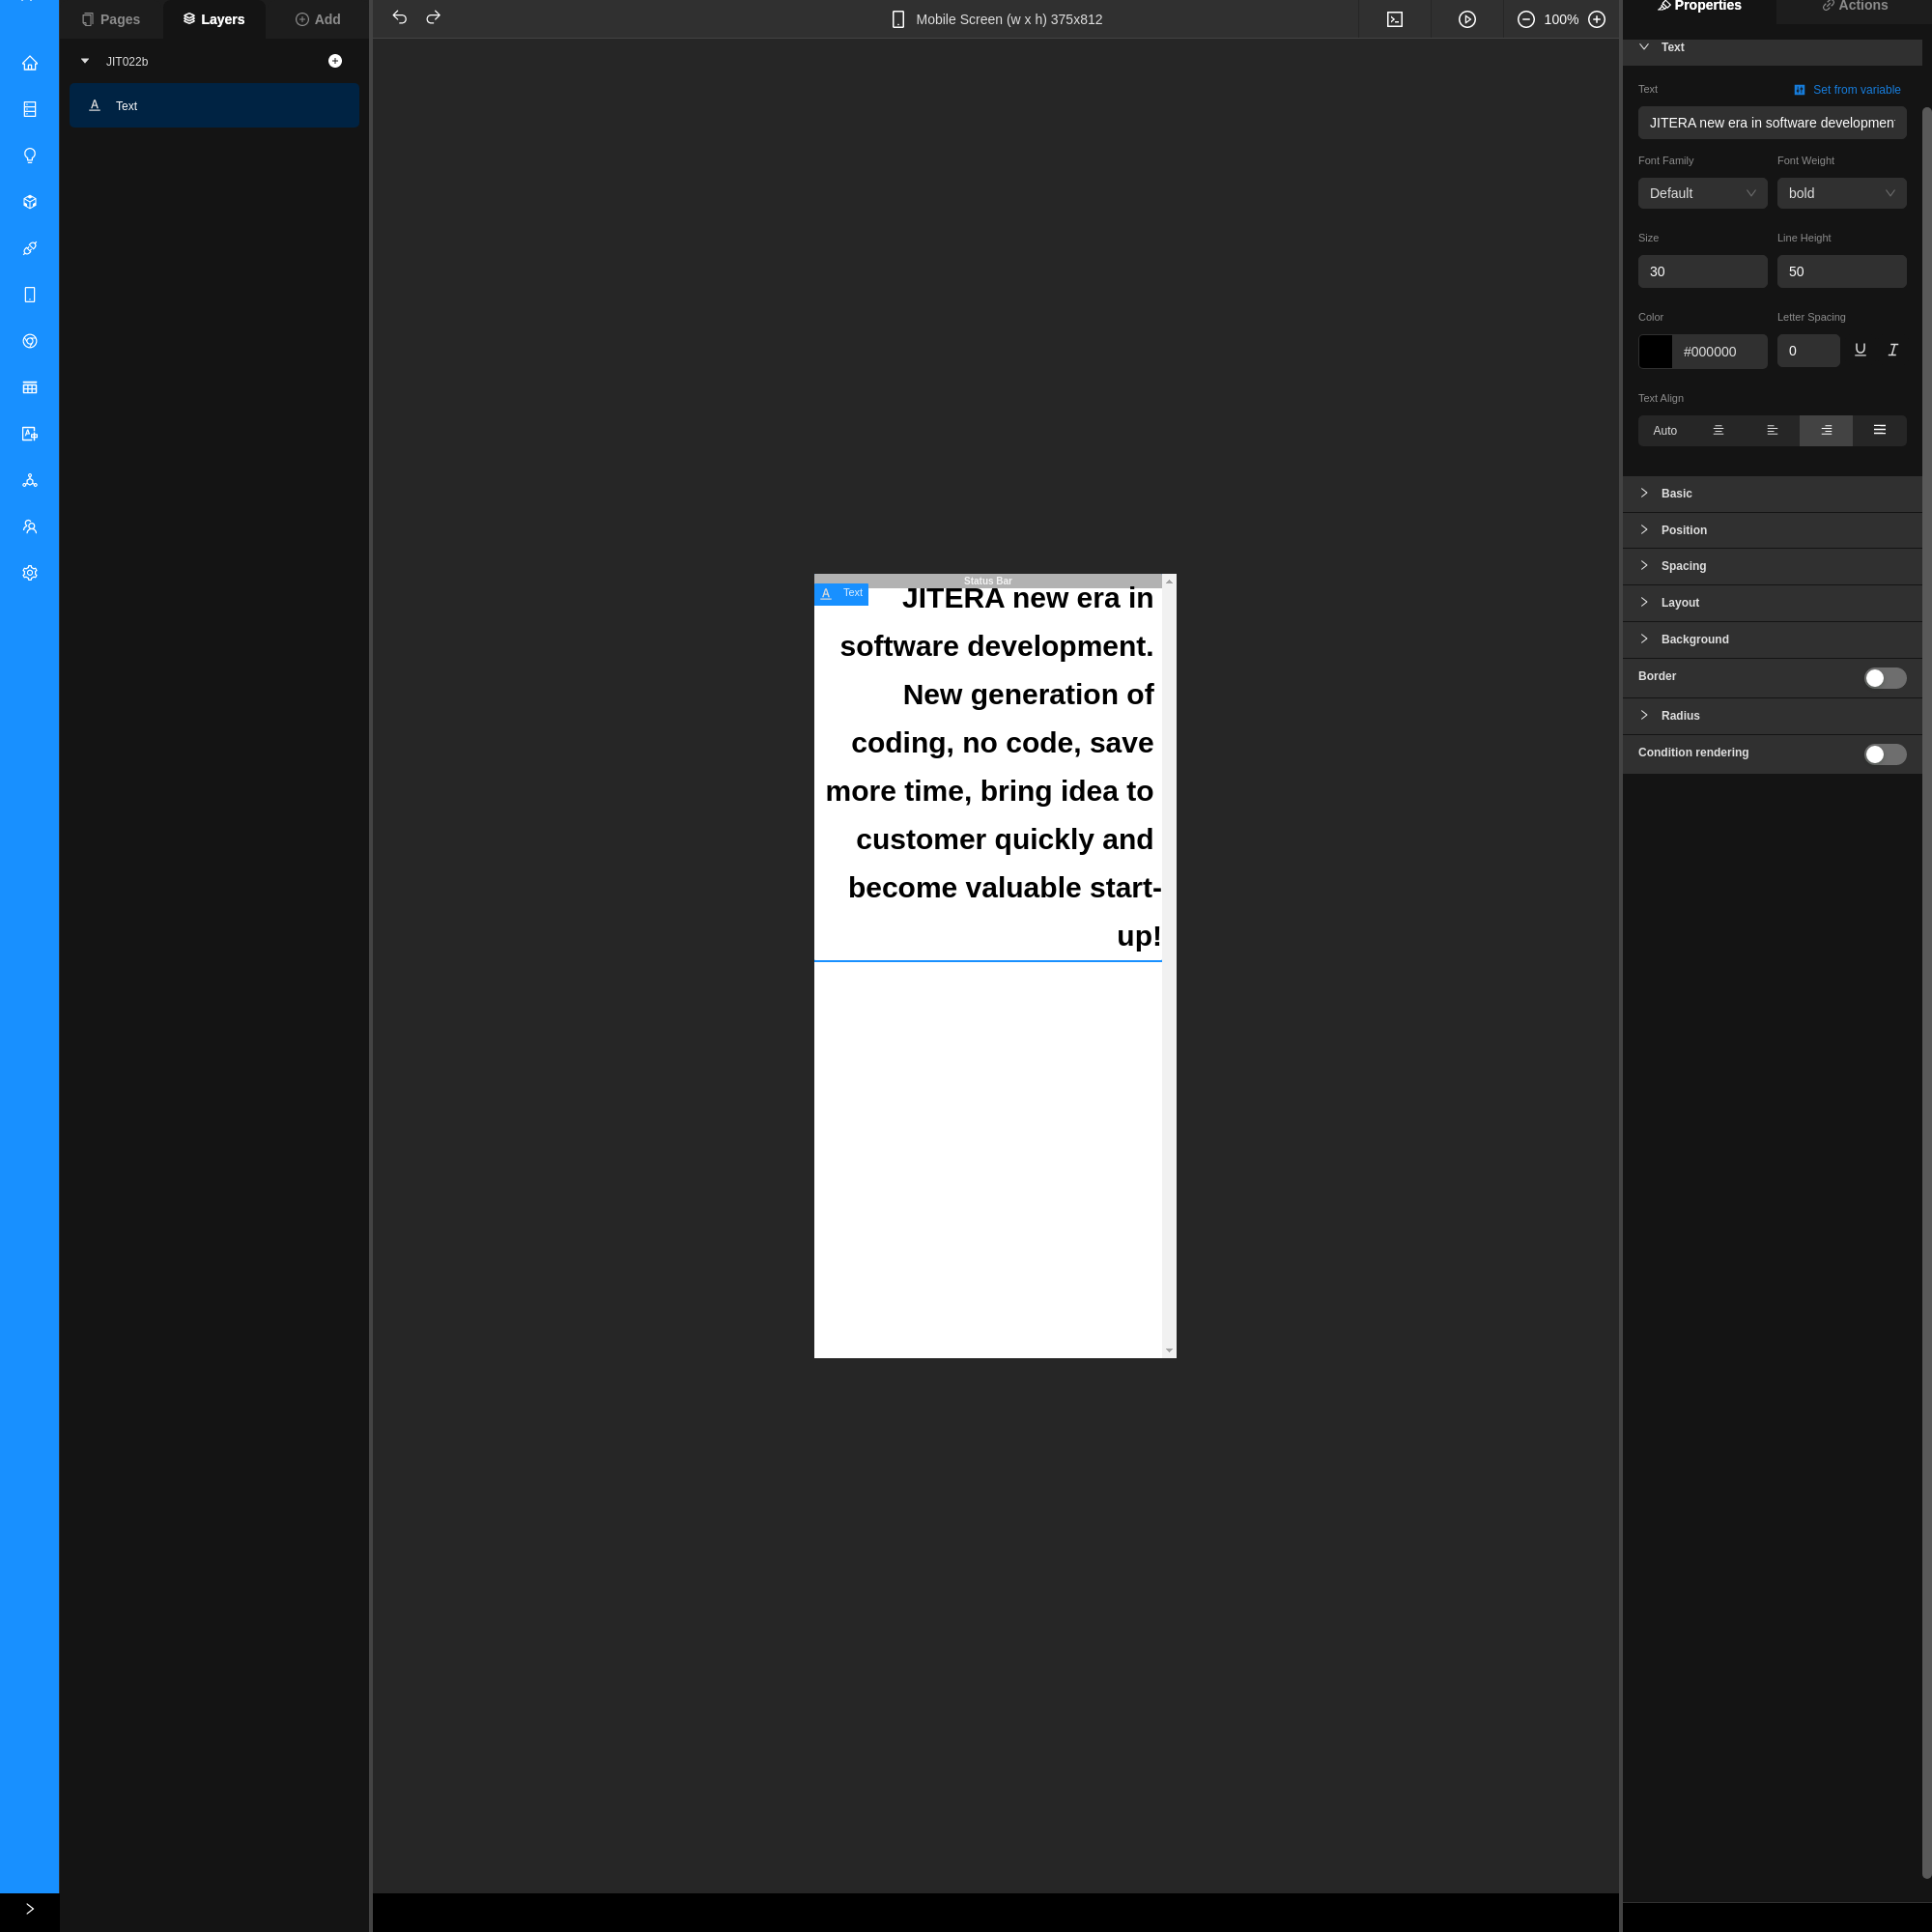 Pages
Layers
Add
JIT022b
Text
Mobile Screen (w x h) 375x812
100%
Status Bar
Text
JITERA new era in
software development.
New generation of
coding, no code, save
more time, bring idea to
customer quickly and
become valuable start-
up!
Properties
Actions
Text
Text
Set from variable
JITERA new era in software development
Font Family
Font Weight
Default
bold
Size
Line Height
30
50
Color
Letter Spacing
#000000
0
Text Align
Auto
Basic
Position
Spacing
Layout
Background
Border
Radius
Condition rendering